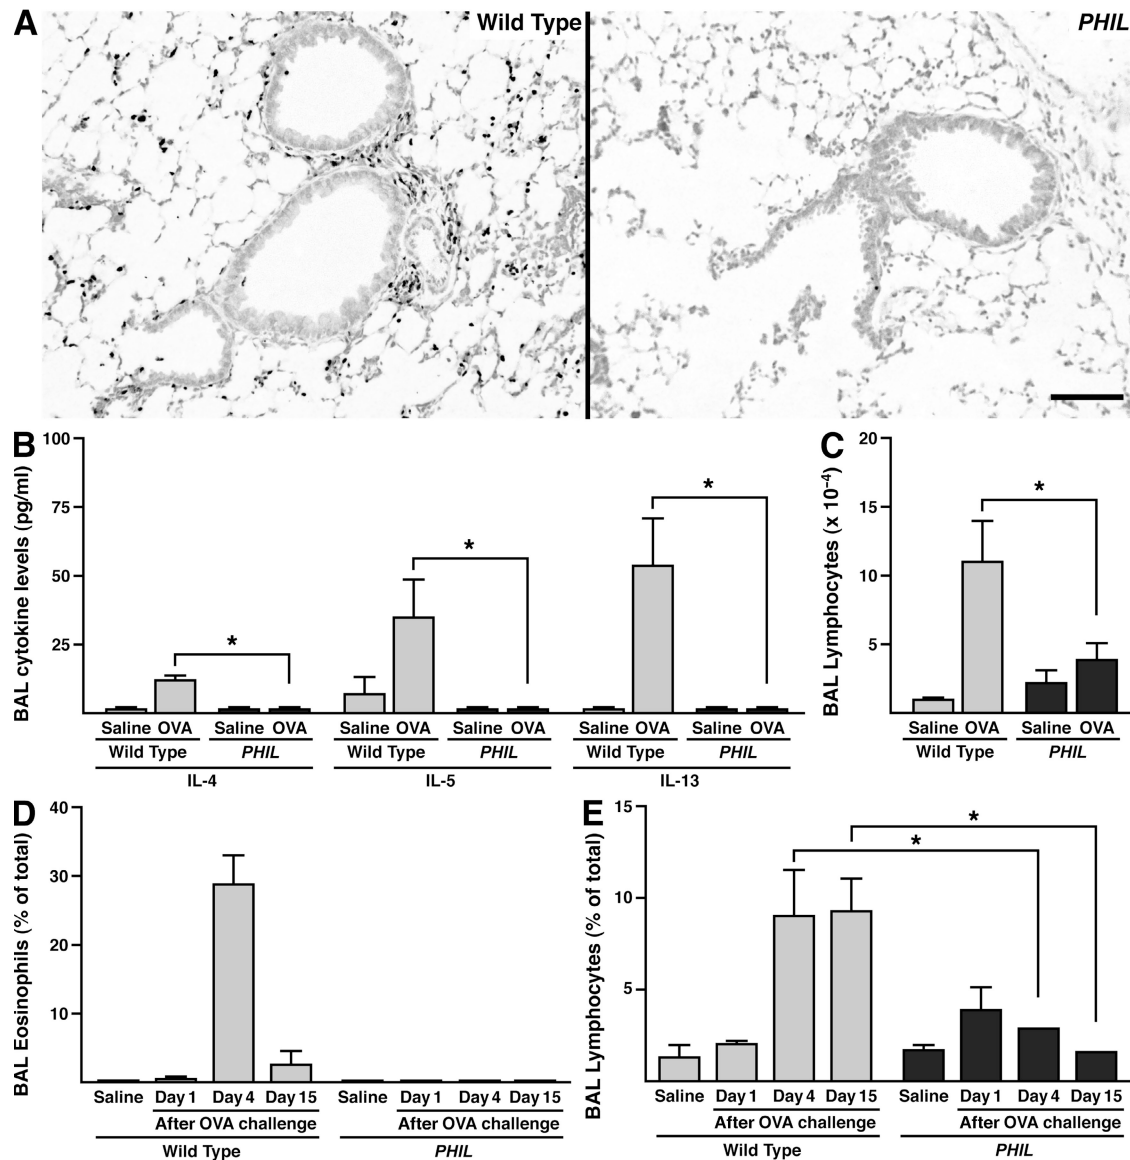 A
Wild Type
PHIL
B
BAL cytokine levels (pg/ml)
100
75
50
25
*
*
*
Saline OVA Saline OVA Saline OVA Saline OVA Saline OVA Saline OVA
Wild Type PHIL Wild Type PHIL Wild Type PHIL
IL-4 IL-5 IL-13
C
BAL Lymphocytes (x 10⁻⁴)
20
15
10
5
*
Saline OVA Saline OVA
Wild Type PHIL
D
BAL Eosinophils (% of total)
40
30
20
10
Saline Day 1 Day 4 Day 15 Saline Day 1 Day 4 Day 15
After OVA challenge After OVA challenge
Wild Type PHIL
E
BAL Lymphocytes (% of total)
15
10
5
*
*
Saline Day 1 Day 4 Day 15 Saline Day 1 Day 4 Day 15
After OVA challenge After OVA challenge
Wild Type PHIL